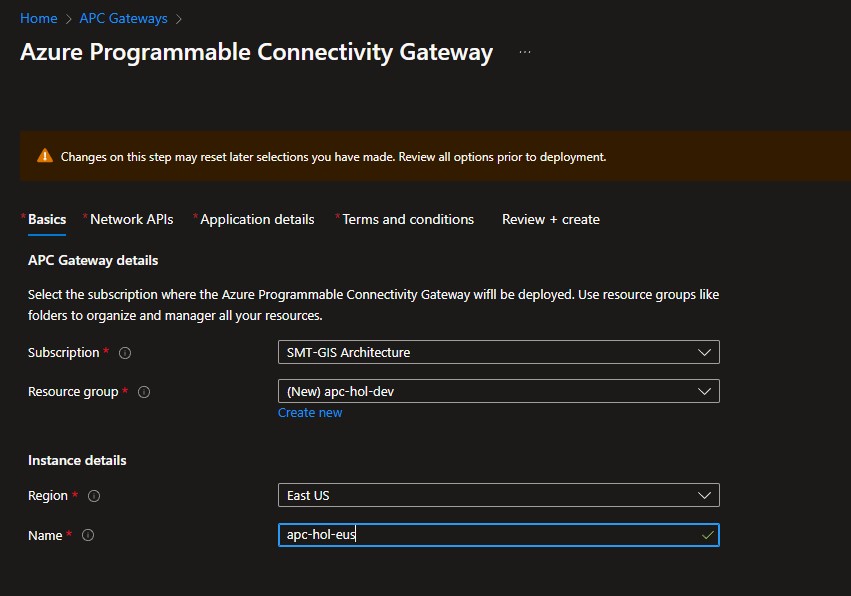 Home > APC Gateways >
Azure Programmable Connectivity Gateway ...
Changes on this step may reset later selections you have made. Review all options prior to deployment.
* Basics * Network APIs * Application details * Terms and conditions Review + create
APC Gateway details
Select the subscription where the Azure Programmable Connectivity Gateway wifll be deployed. Use resource groups like
folders to organize and manager all your resources.
Subscription * SMT-GIS Architecture
Resource group * (New) apc-hol-dev
Create new
Instance details
Region * East US
Name * apc-hol-eus